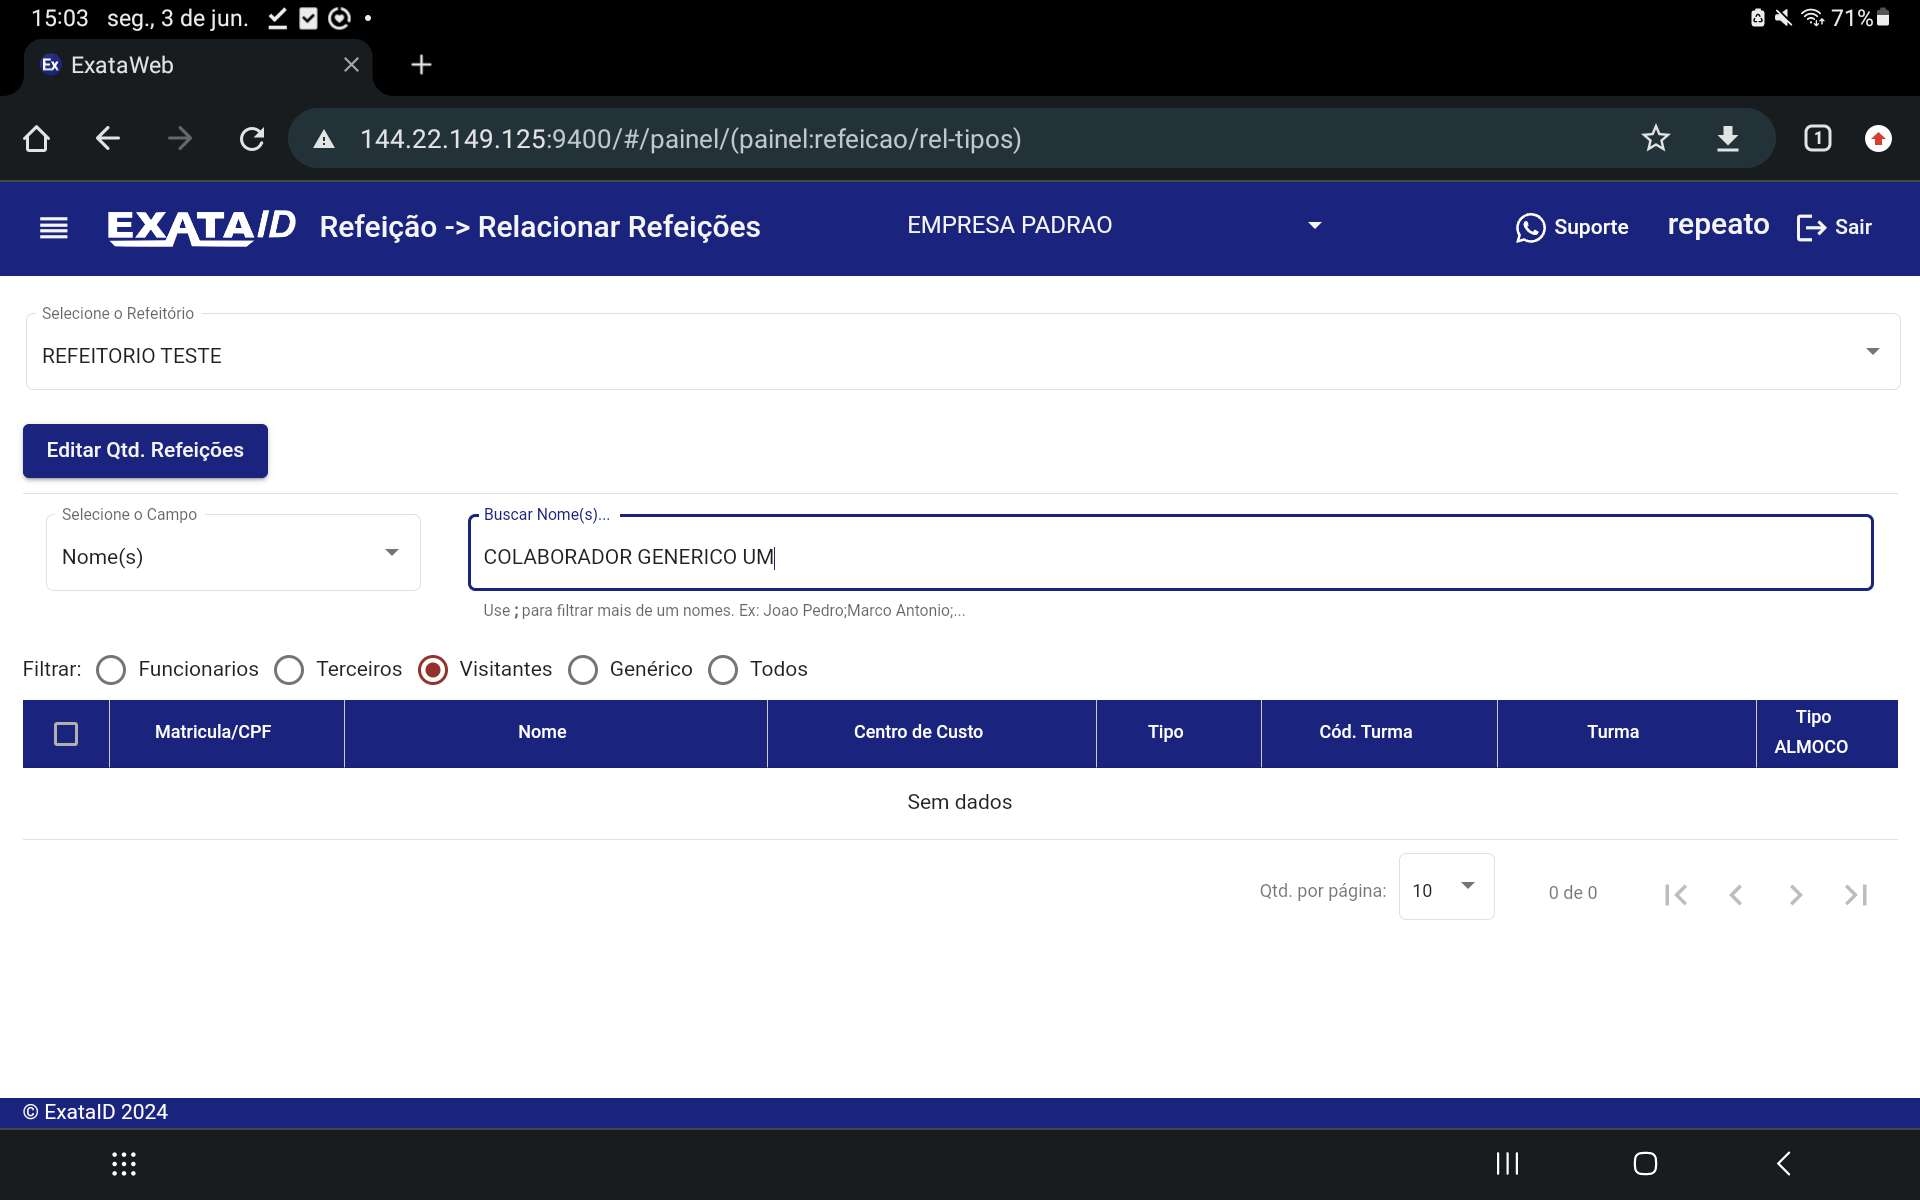 15:03 seg., 3 de jun. 71%
Ex ExataWeb
144.22.149.125:9400/#/painel/(painel:refeicao/rel-tipos) 1
EXATAID Refeição -> Relacionar Refeições EMPRESA PADRAO Suporte repeato Sair
Selecione o Refeitório
REFEITORIO TESTE
Editar Qtd. Refeições
Selecione o Campo Buscar Nome(s)...
Nome(s) COLABORADOR GENERICO UM
Use ; para filtrar mais de um nomes. Ex: Joao Pedro;Marco Antonio;...
Filtrar: Funcionarios Terceiros Visitantes Genérico Todos
Matricula/CPF Nome Centro de Custo Tipo Cód. Turma Turma Tipo
ALMOCO
Sem dados
Qtd. por página: 10 0 de 0
© ExataID 2024